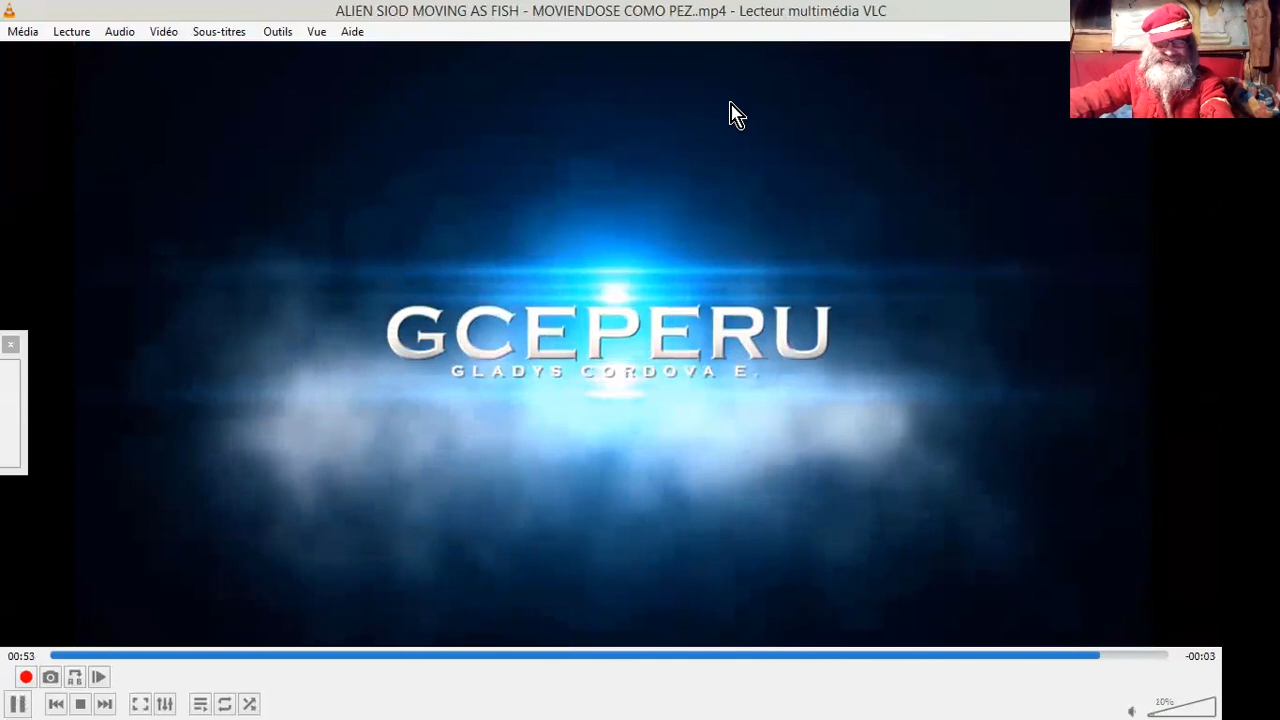 ALIEN SIOD MOVING AS FISH - MOVIENDOSE COMO PEZ..mp4 - Lecteur multimédia VLC
Média Lecture Audio Vidéo Sous-titres Outils Vue Aide
GCEPERU
GLADYS CORDOVA E.
00:53 -00:03
A B
20%